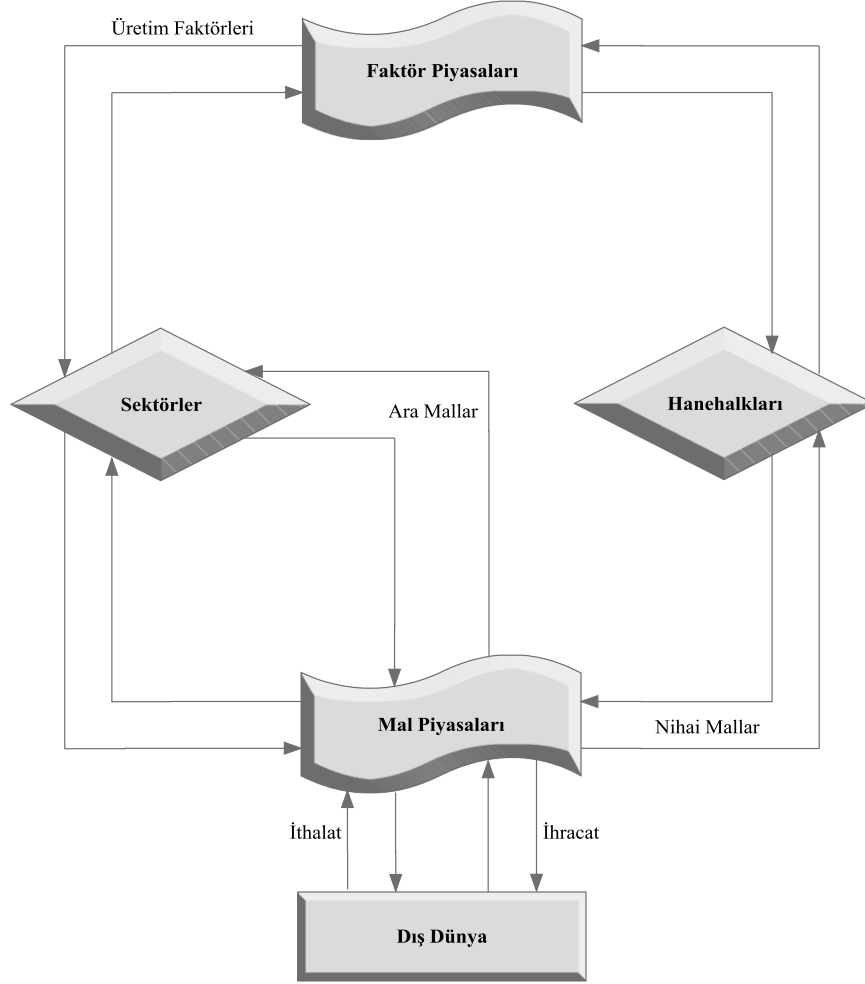 Üretim Faktörleri
Faktör Piyasaları
Sektörler
Ara Mallar
Hanehalkları
Mal Piyasaları
Nihai Mallar
İthalat
İhracat
Dış Dünya